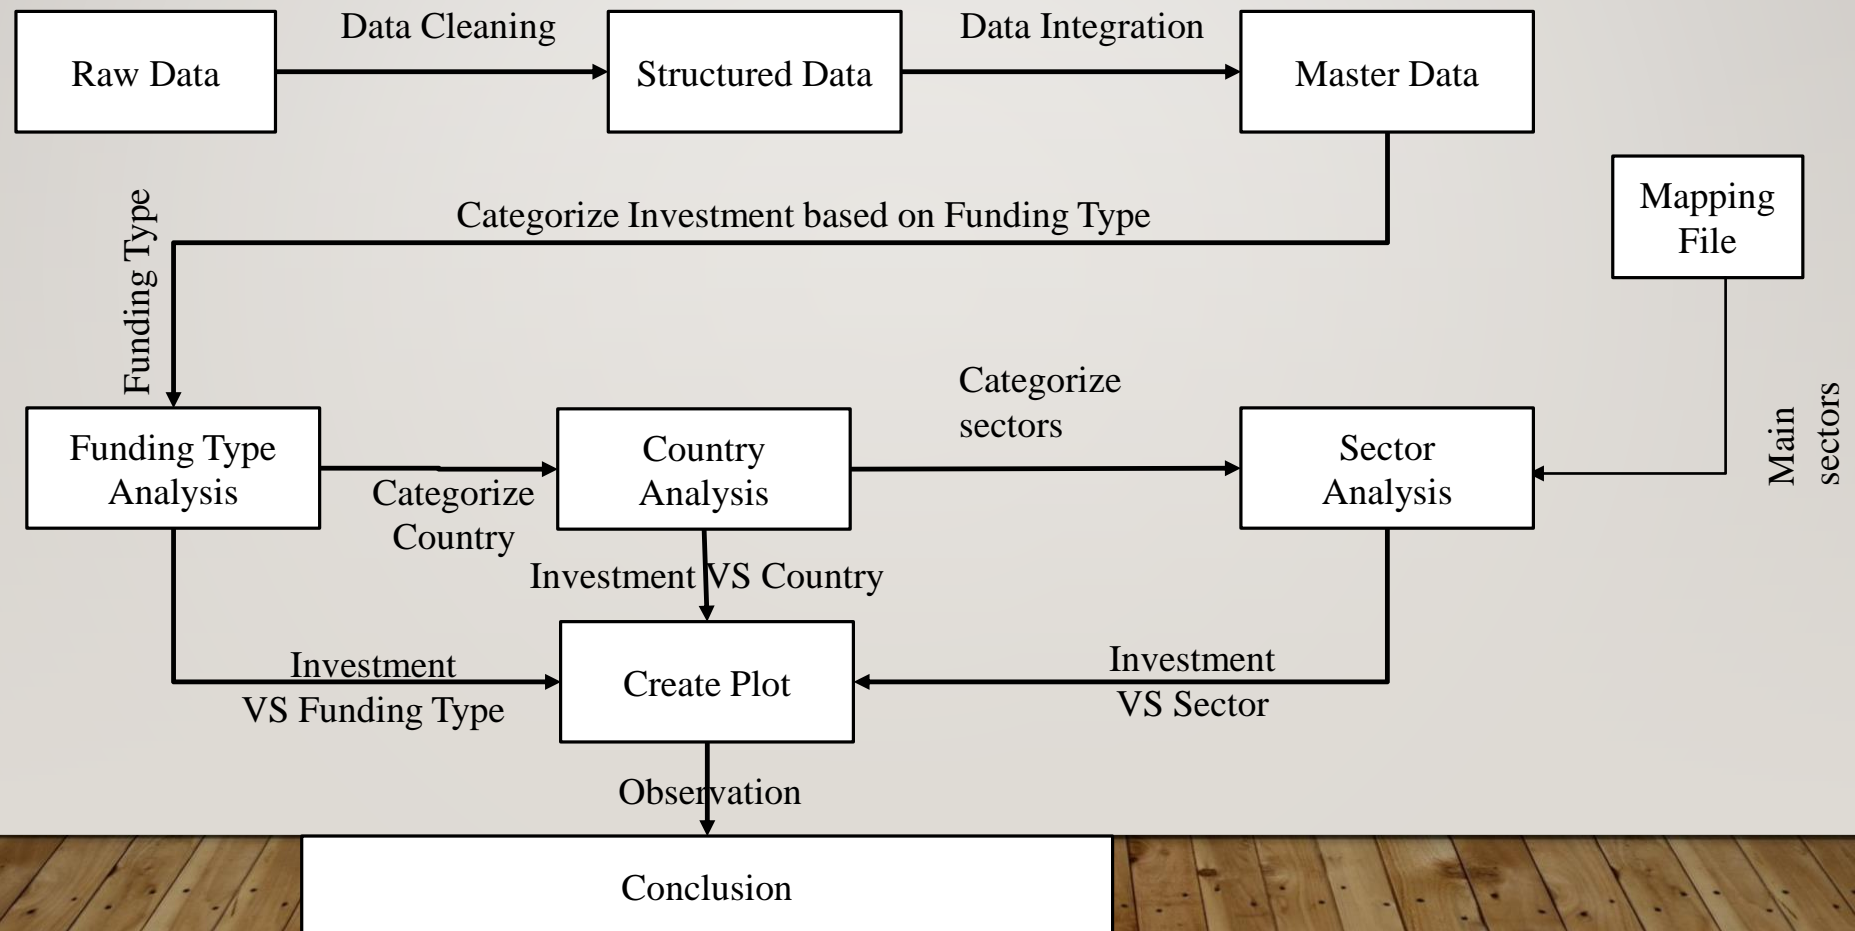 Data Cleaning
Data Integration
Raw Data
Structured Data
Master Data
Mapping
File
Categorize Investment based on Funding Type
Funding Type
Main
sectors
Funding Type
Analysis
Categorize
Country
Country
Analysis
Categorize
sectors
Sector
Analysis
Investment VS Country
Investment
VS Funding Type
Create Plot
Investment
VS Sector
Observation
Conclusion